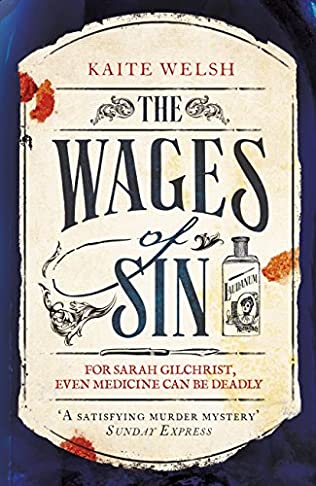 KAITE WELSH
THE
WAGES
of
SIN
LAUDANUM
FOR SARAH GILCHRIST,
EVEN MEDICINE CAN BE DEADLY
‘A SATISFYING MURDER MYSTERY’
SUNDAY EXPRESS